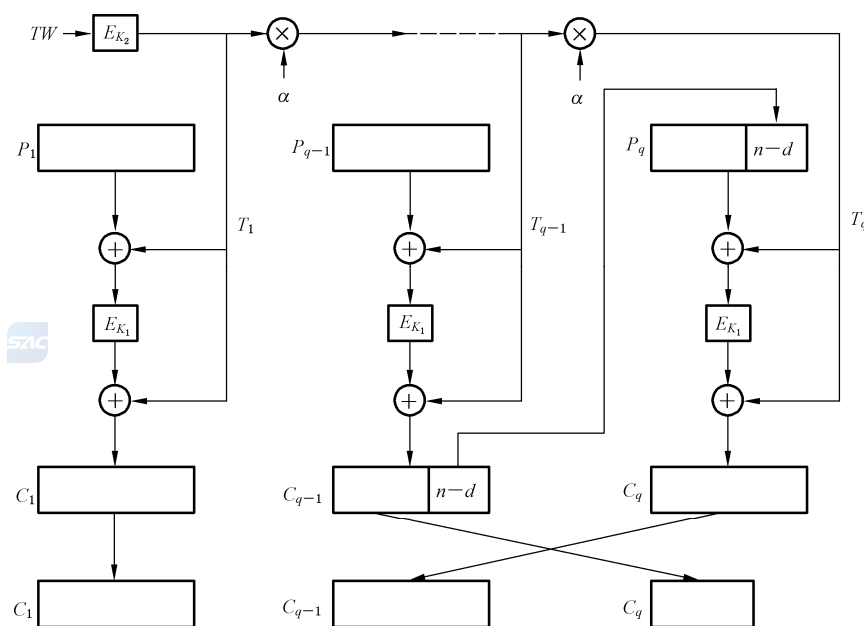 TW E_{K_2} × ×
α α
P_1 P_{q-1} P_q n-d
T_1 T_{q-1} T_q
+ + +
E_{K_1} E_{K_1} E_{K_1}
SAC
+ + +
C_1 C_{q-1} n-d C_q
C_1 C_{q-1} C_q